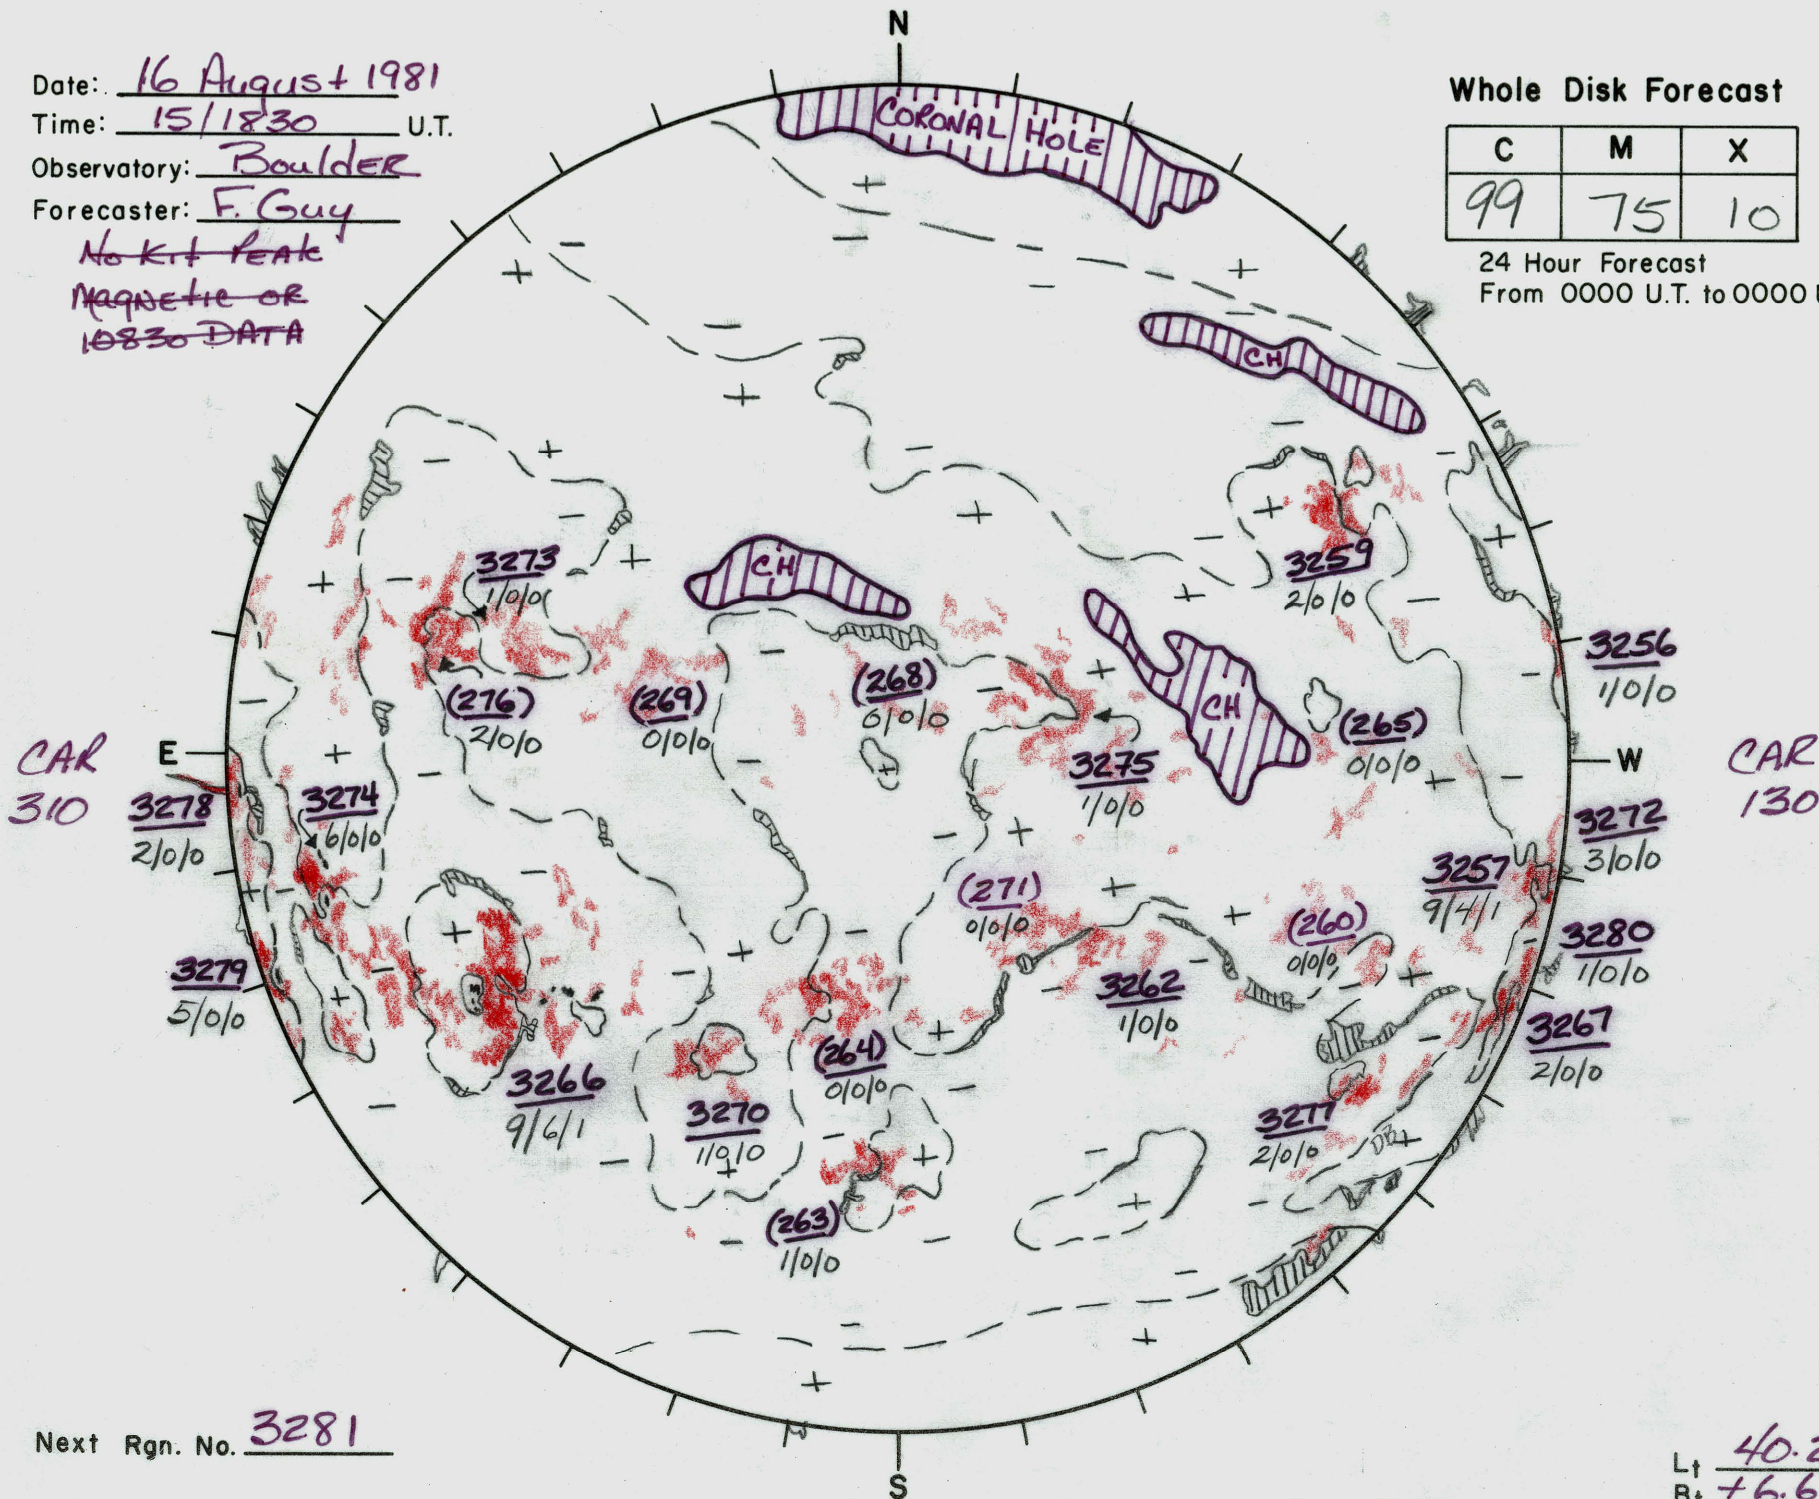 N
Date: 16 August 1981
Time: 15/1830 U.T.
Observatory: Boulder
Forecaster: F. Guy
No Kit Peak
Magnetic or
10830 DATA
Whole Disk Forecast
C M X
99 75 10
24 Hour Forecast
From 0000 U.T. to 0000 U
CORONAL HOLE
CH
3273
1/0/0
CH
3259
2/0/0
3256
1/0/0
(276)
2/0/0
(269)
0/0/0
(268)
0/0/0
CH
(265)
0/0/0
3275
1/0/0
E
W
CAR
310
CAR
130
3278
2/0/0
3274
6/0/0
3272
3/0/0
3257
9/4/1
(271)
0/0/0
(260)
0/0/0
3280
1/0/0
3279
5/0/0
3262
1/0/0
3267
2/0/0
3266
9/6/1
(264)
0/0/0
3270
1/0/0
3277
2/0/0
(263)
1/0/0
Next Rgn. No. 3281
S
Lt 40.2
Bt +6.6